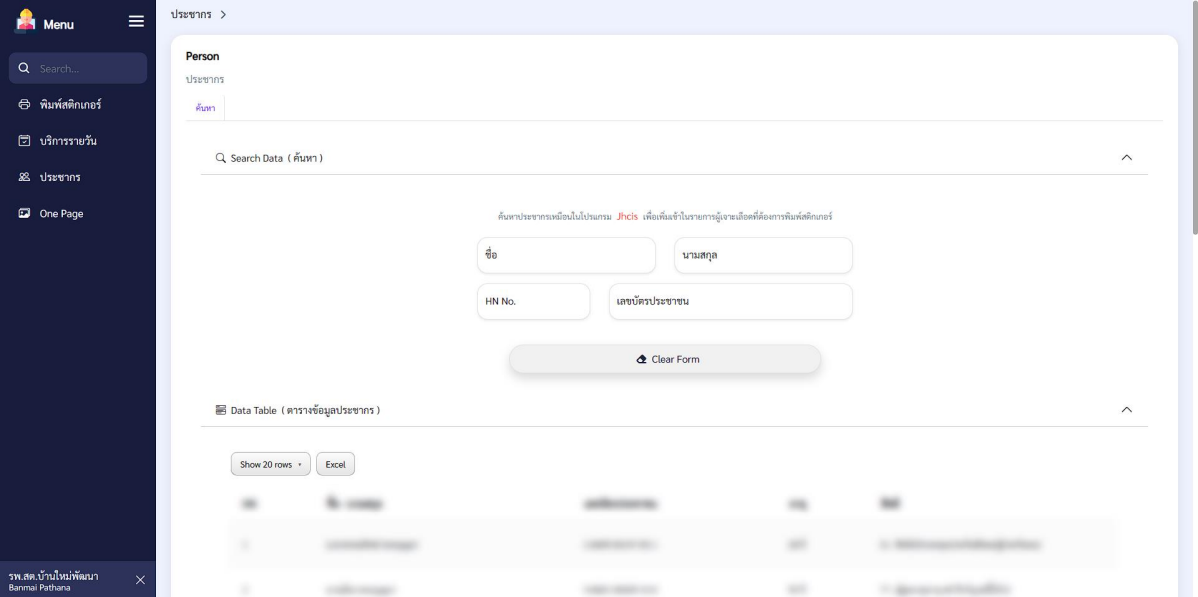 Menu
Search...
พิมพ์สติกเกอร์
บริการรายวัน
ประชากร
One Page
รพ.สต.บ้านใหม่พัฒนา
Banmai Pathana
ประชากร >
Person
ประชากร
ค้นหา
Search Data ( ค้นหา )
ค้นหาประชากรเหมือนในโปรแกรม Jhcis เพื่อเพิ่มเข้าในรายการผู้เจาะเลือดที่ต้องการพิมพ์สติกเกอร์
ชื่อ นามสกุล
HN No. เลขบัตรประชาชน
Clear Form
Data Table ( ตารางข้อมูลประชากร )
Show 20 rows Excel